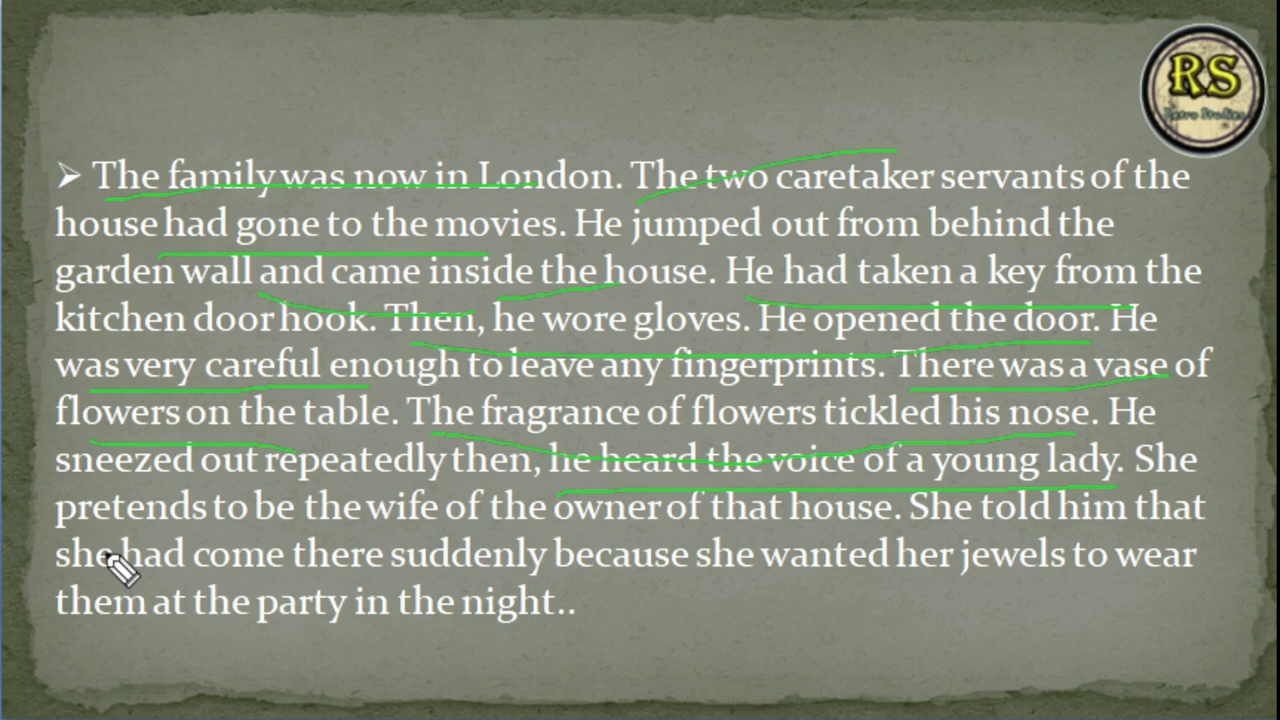 RS
Retro Studies
➢ The family was now in London. The two caretaker servants of the
house had gone to the movies. He jumped out from behind the
garden wall and came inside the house. He had taken a key from the
kitchen door hook. Then, he wore gloves. He opened the door. He
was very careful enough to leave any fingerprints. There was a vase of
flowers on the table. The fragrance of flowers tickled his nose. He
sneezed out repeatedly then, he heard the voice of a young lady. She
pretends to be the wife of the owner of that house. She told him that
she had come there suddenly because she wanted her jewels to wear
them at the party in the night..